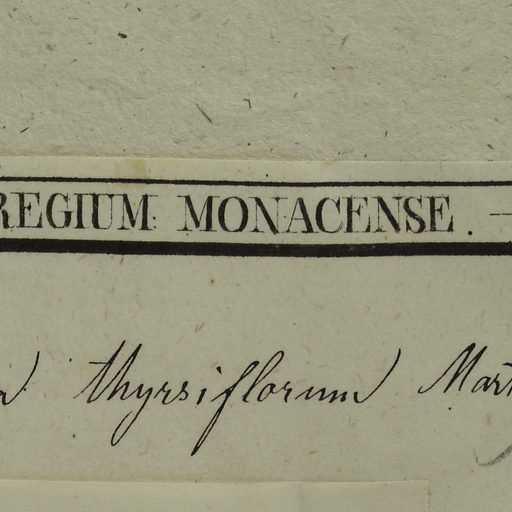 REGIUM MONACENSE. —
thyrsiflorum Mart